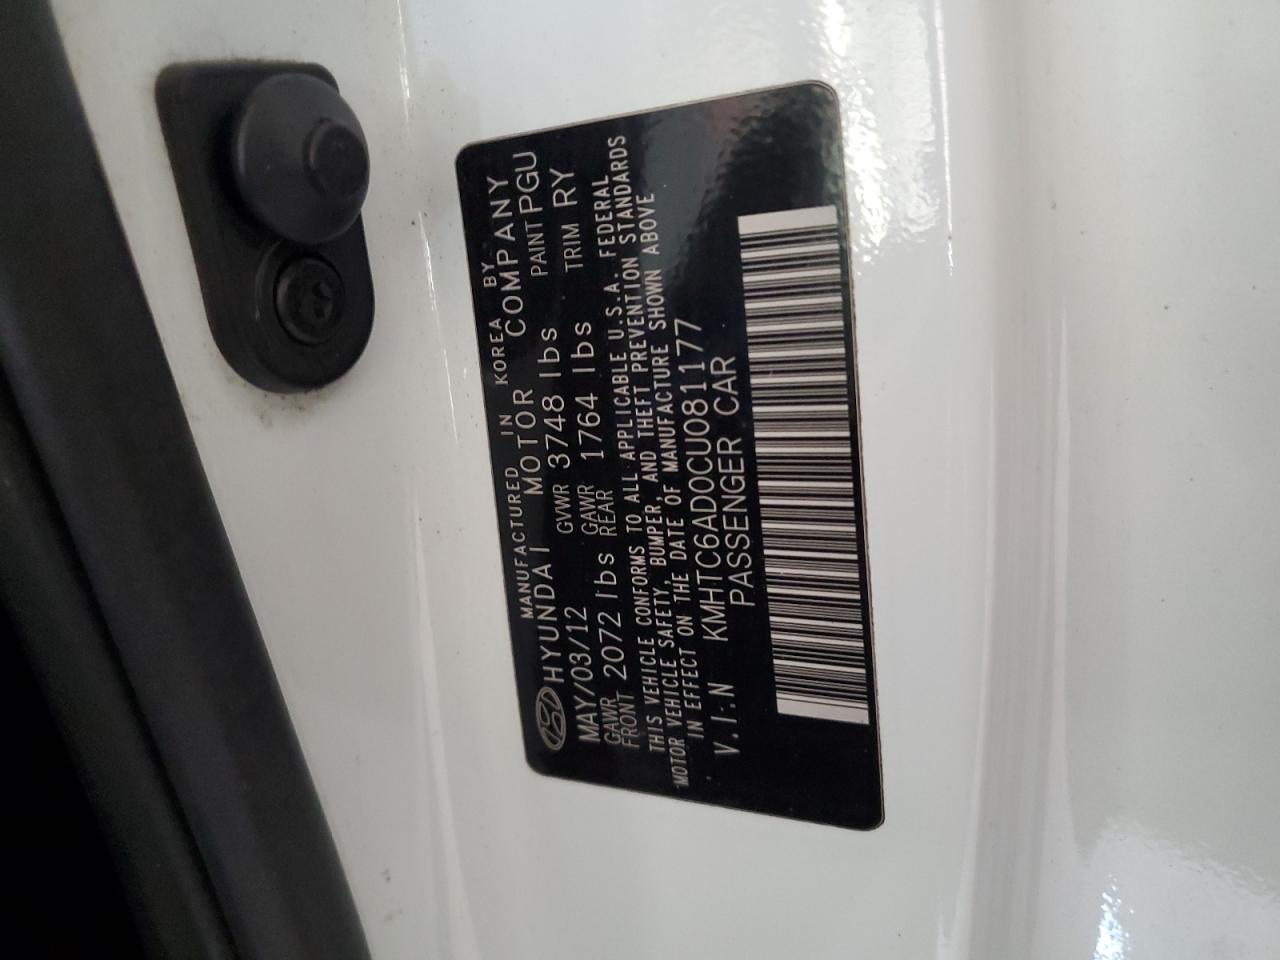 MANUFACTURED IN KOREA BY
HYUNDAI MOTOR COMPANY
MAY/03/12 GVWR 3748 lbs PAINT PGU
GAWR FRONT 2072 lbs GAWR REAR 1764 lbs TRIM RY
THIS VEHICLE CONFORMS TO ALL APPLICABLE U.S.A. FEDERAL
MOTOR VEHICLE SAFETY, BUMPER, AND THEFT PREVENTION STANDARDS
IN EFFECT ON THE DATE OF MANUFACTURE SHOWN ABOVE
V.I.N KMHTC6AD0CU081177
PASSENGER CAR